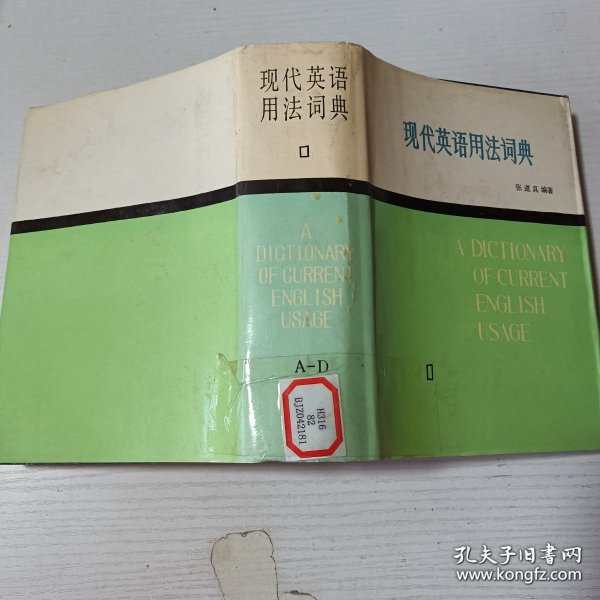 现代英语
用法词典
A
DICTIONARY
OF CURRENT
ENGLISH
USAGE
A-D
H316
82
BJZ042181
现代英语用法词典
张道真 编著
A DICTIONARY
OF CURRENT
ENGLISH
USAGE
孔夫子旧书网
www.kongfz.com